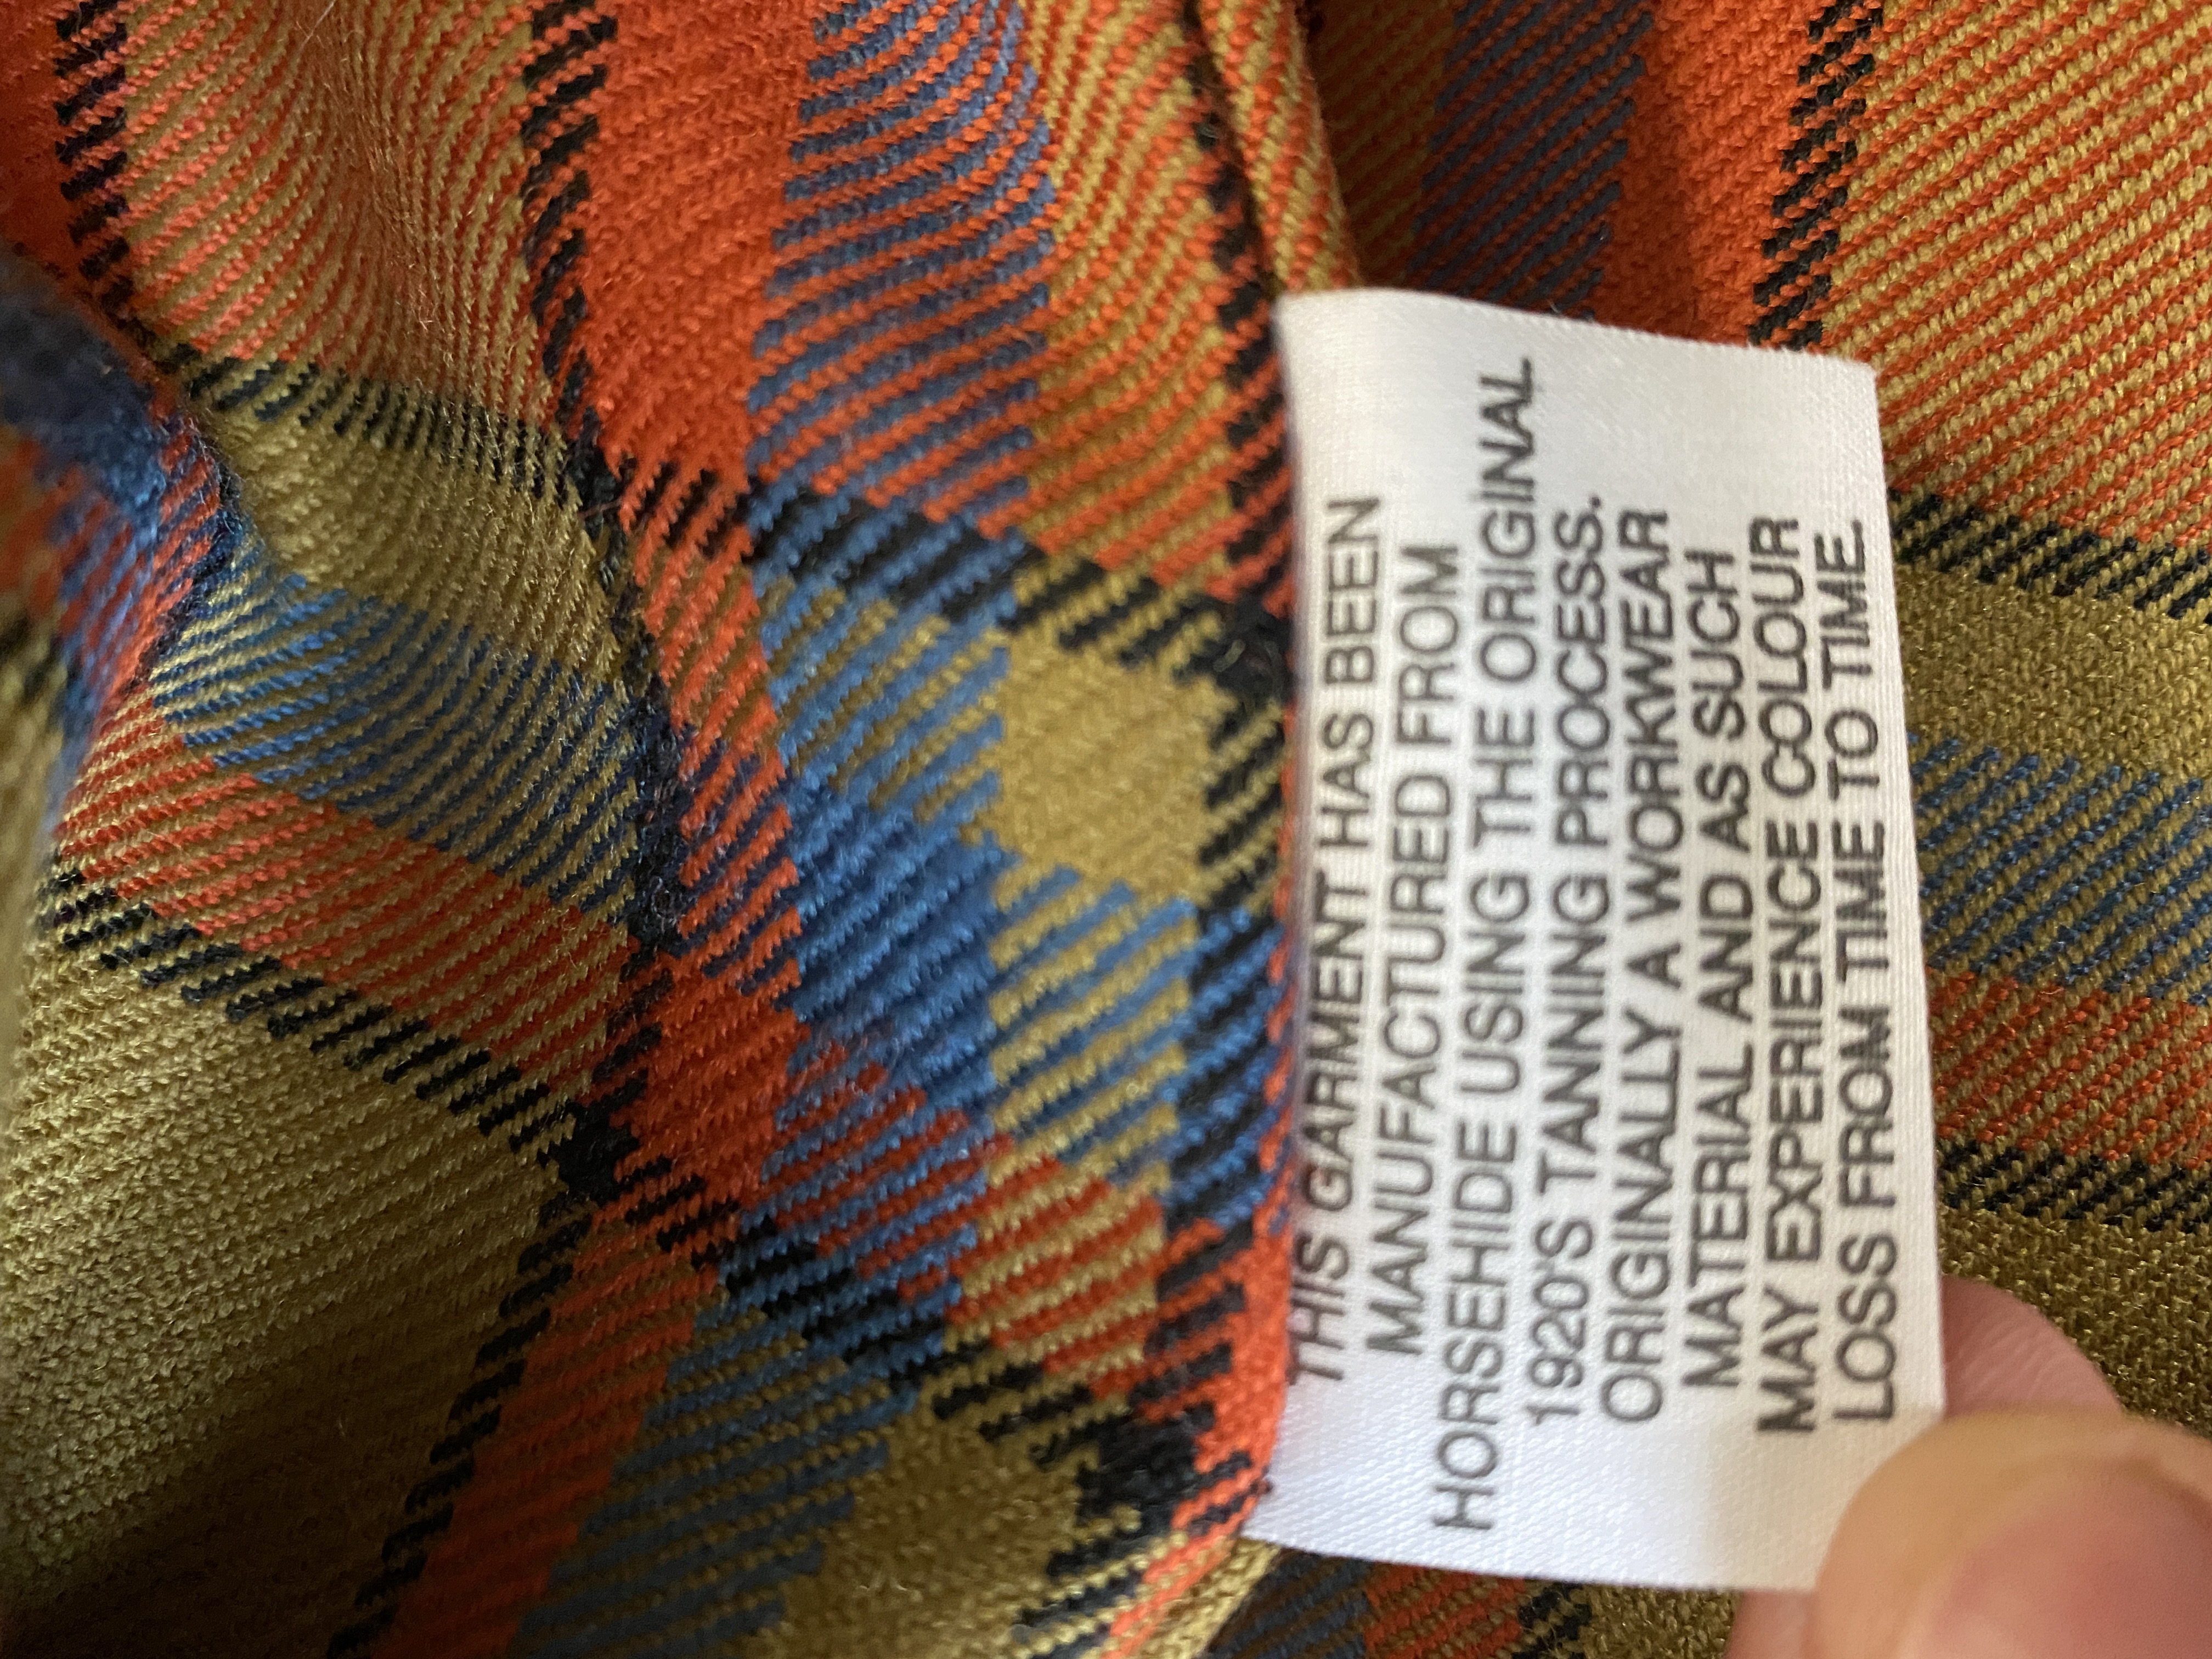 THIS GARMENT HAS BEEN
MANUFACTURED FROM
HORSEHIDE USING THE ORIGINAL
1920'S TANNING PROCESS.
ORIGINALLY A WORKWEAR
MATERIAL AND AS SUCH
MAY EXPERIENCE COLOUR
LOSS FROM TIME TO TIME.